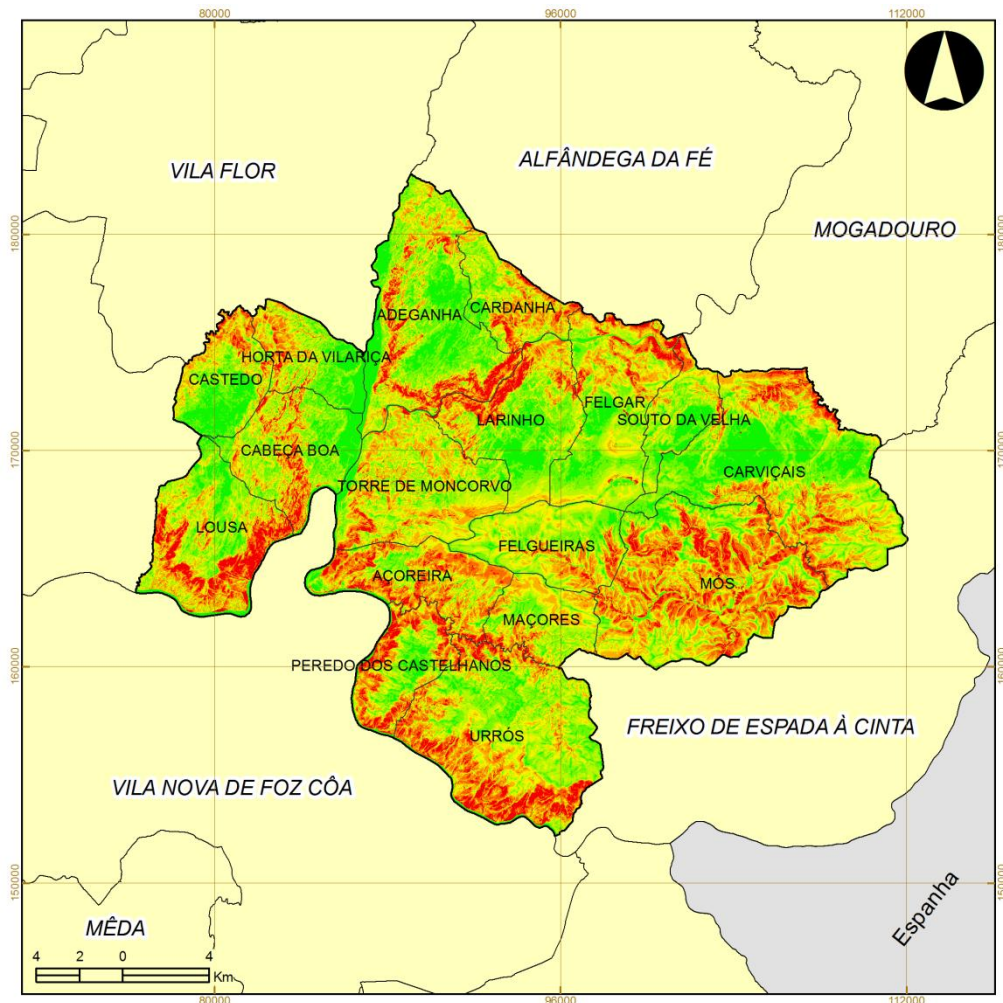 80000
96000
112000
ALFÂNDEGA DA FÉ
VILA FLOR
MOGADOURO
180000
180000
CARDANHA
ADEGANHA
HORTA DA VILARIÇA
CASTEDO
FELGAR
LARINHO
SOUTO DA VELHA
170000
170000
CABEÇA BOA
CARVIÇAIS
TORRE DE MONCORVO
LOUSA
FELGUEIRAS
AÇOREIRA
MÓS
MAÇORES
160000
160000
PEREDO DOS CASTELHANOS
URRÓS
FREIXO DE ESPADA À CINTA
VILA NOVA DE FOZ CÔA
150000
150000
Espanha
MÊDA
4 2 0 4
Km
80000
96000
112000